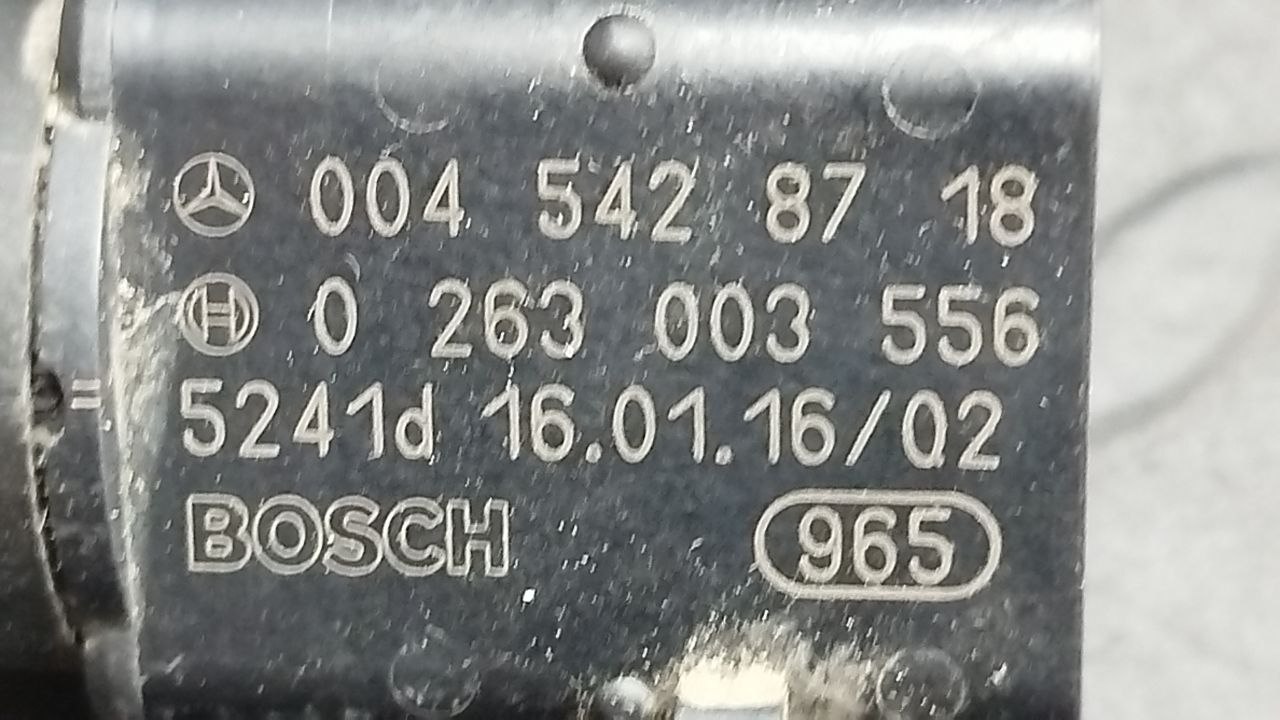 004 542 87 18
0 263 003 556
5241d 16.01.16/02
BOSCH 965